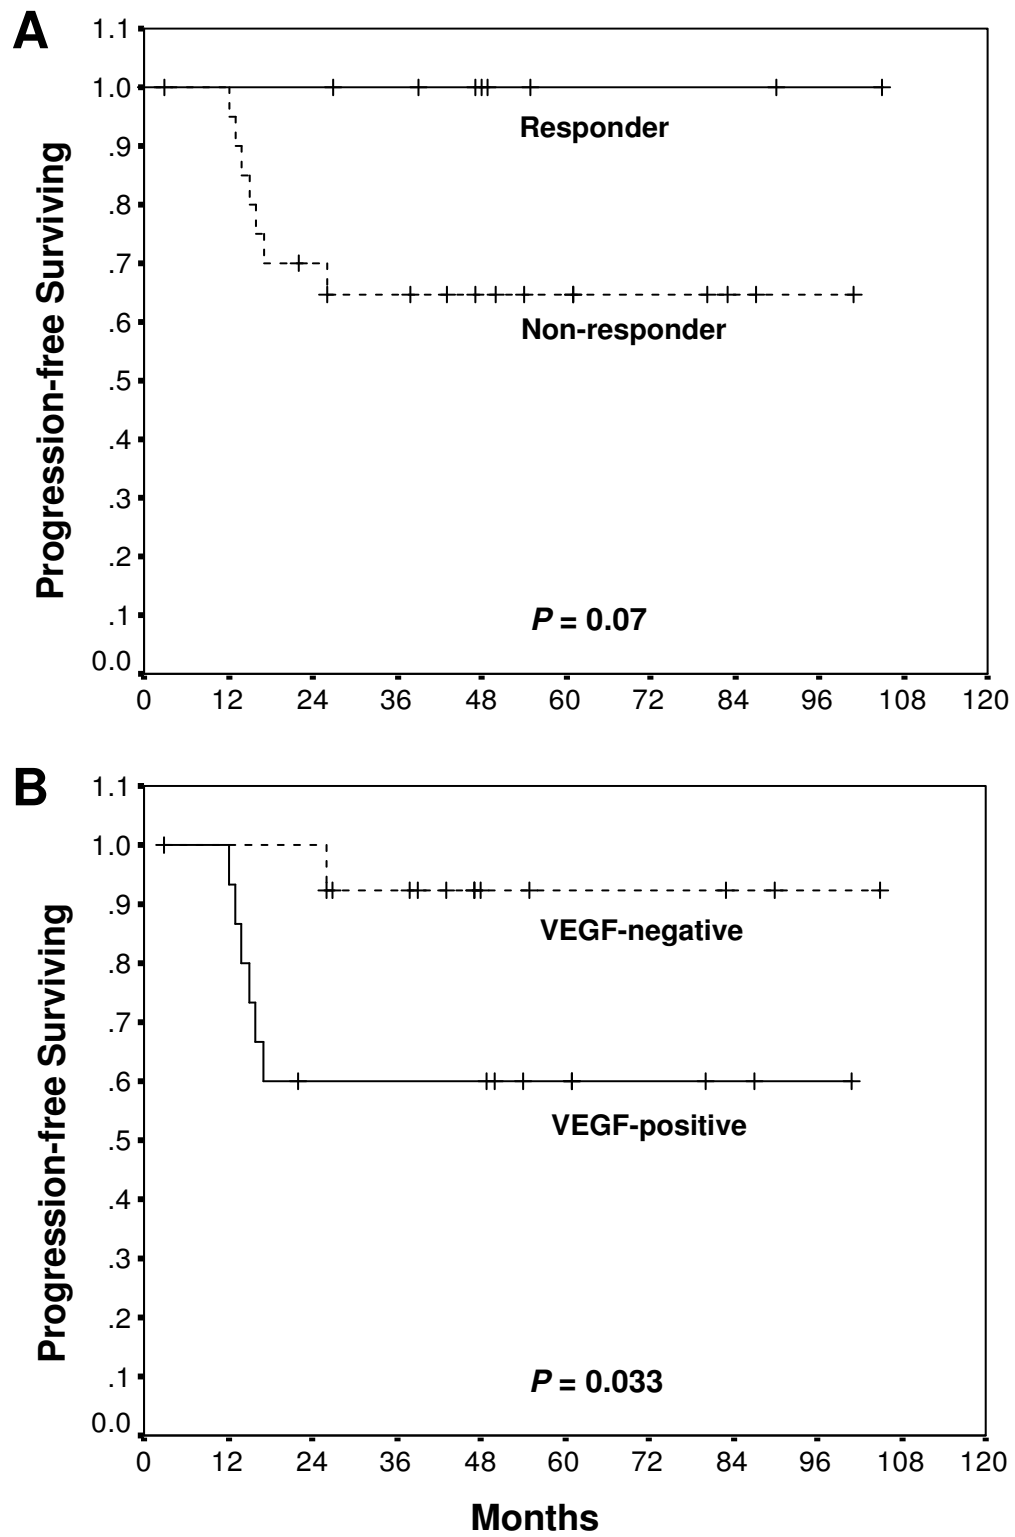 A
1.1
1.0
.9
.8
.7
.6
.5
.4
.3
.2
.1
0.0
Progression-free Surviving
Responder
Non-responder
P = 0.07
0 12 24 36 48 60 72 84 96 108 120
B
1.1
1.0
.9
.8
.7
.6
.5
.4
.3
.2
.1
0.0
Progression-free Surviving
VEGF-negative
VEGF-positive
P = 0.033
0 12 24 36 48 60 72 84 96 108 120
Months